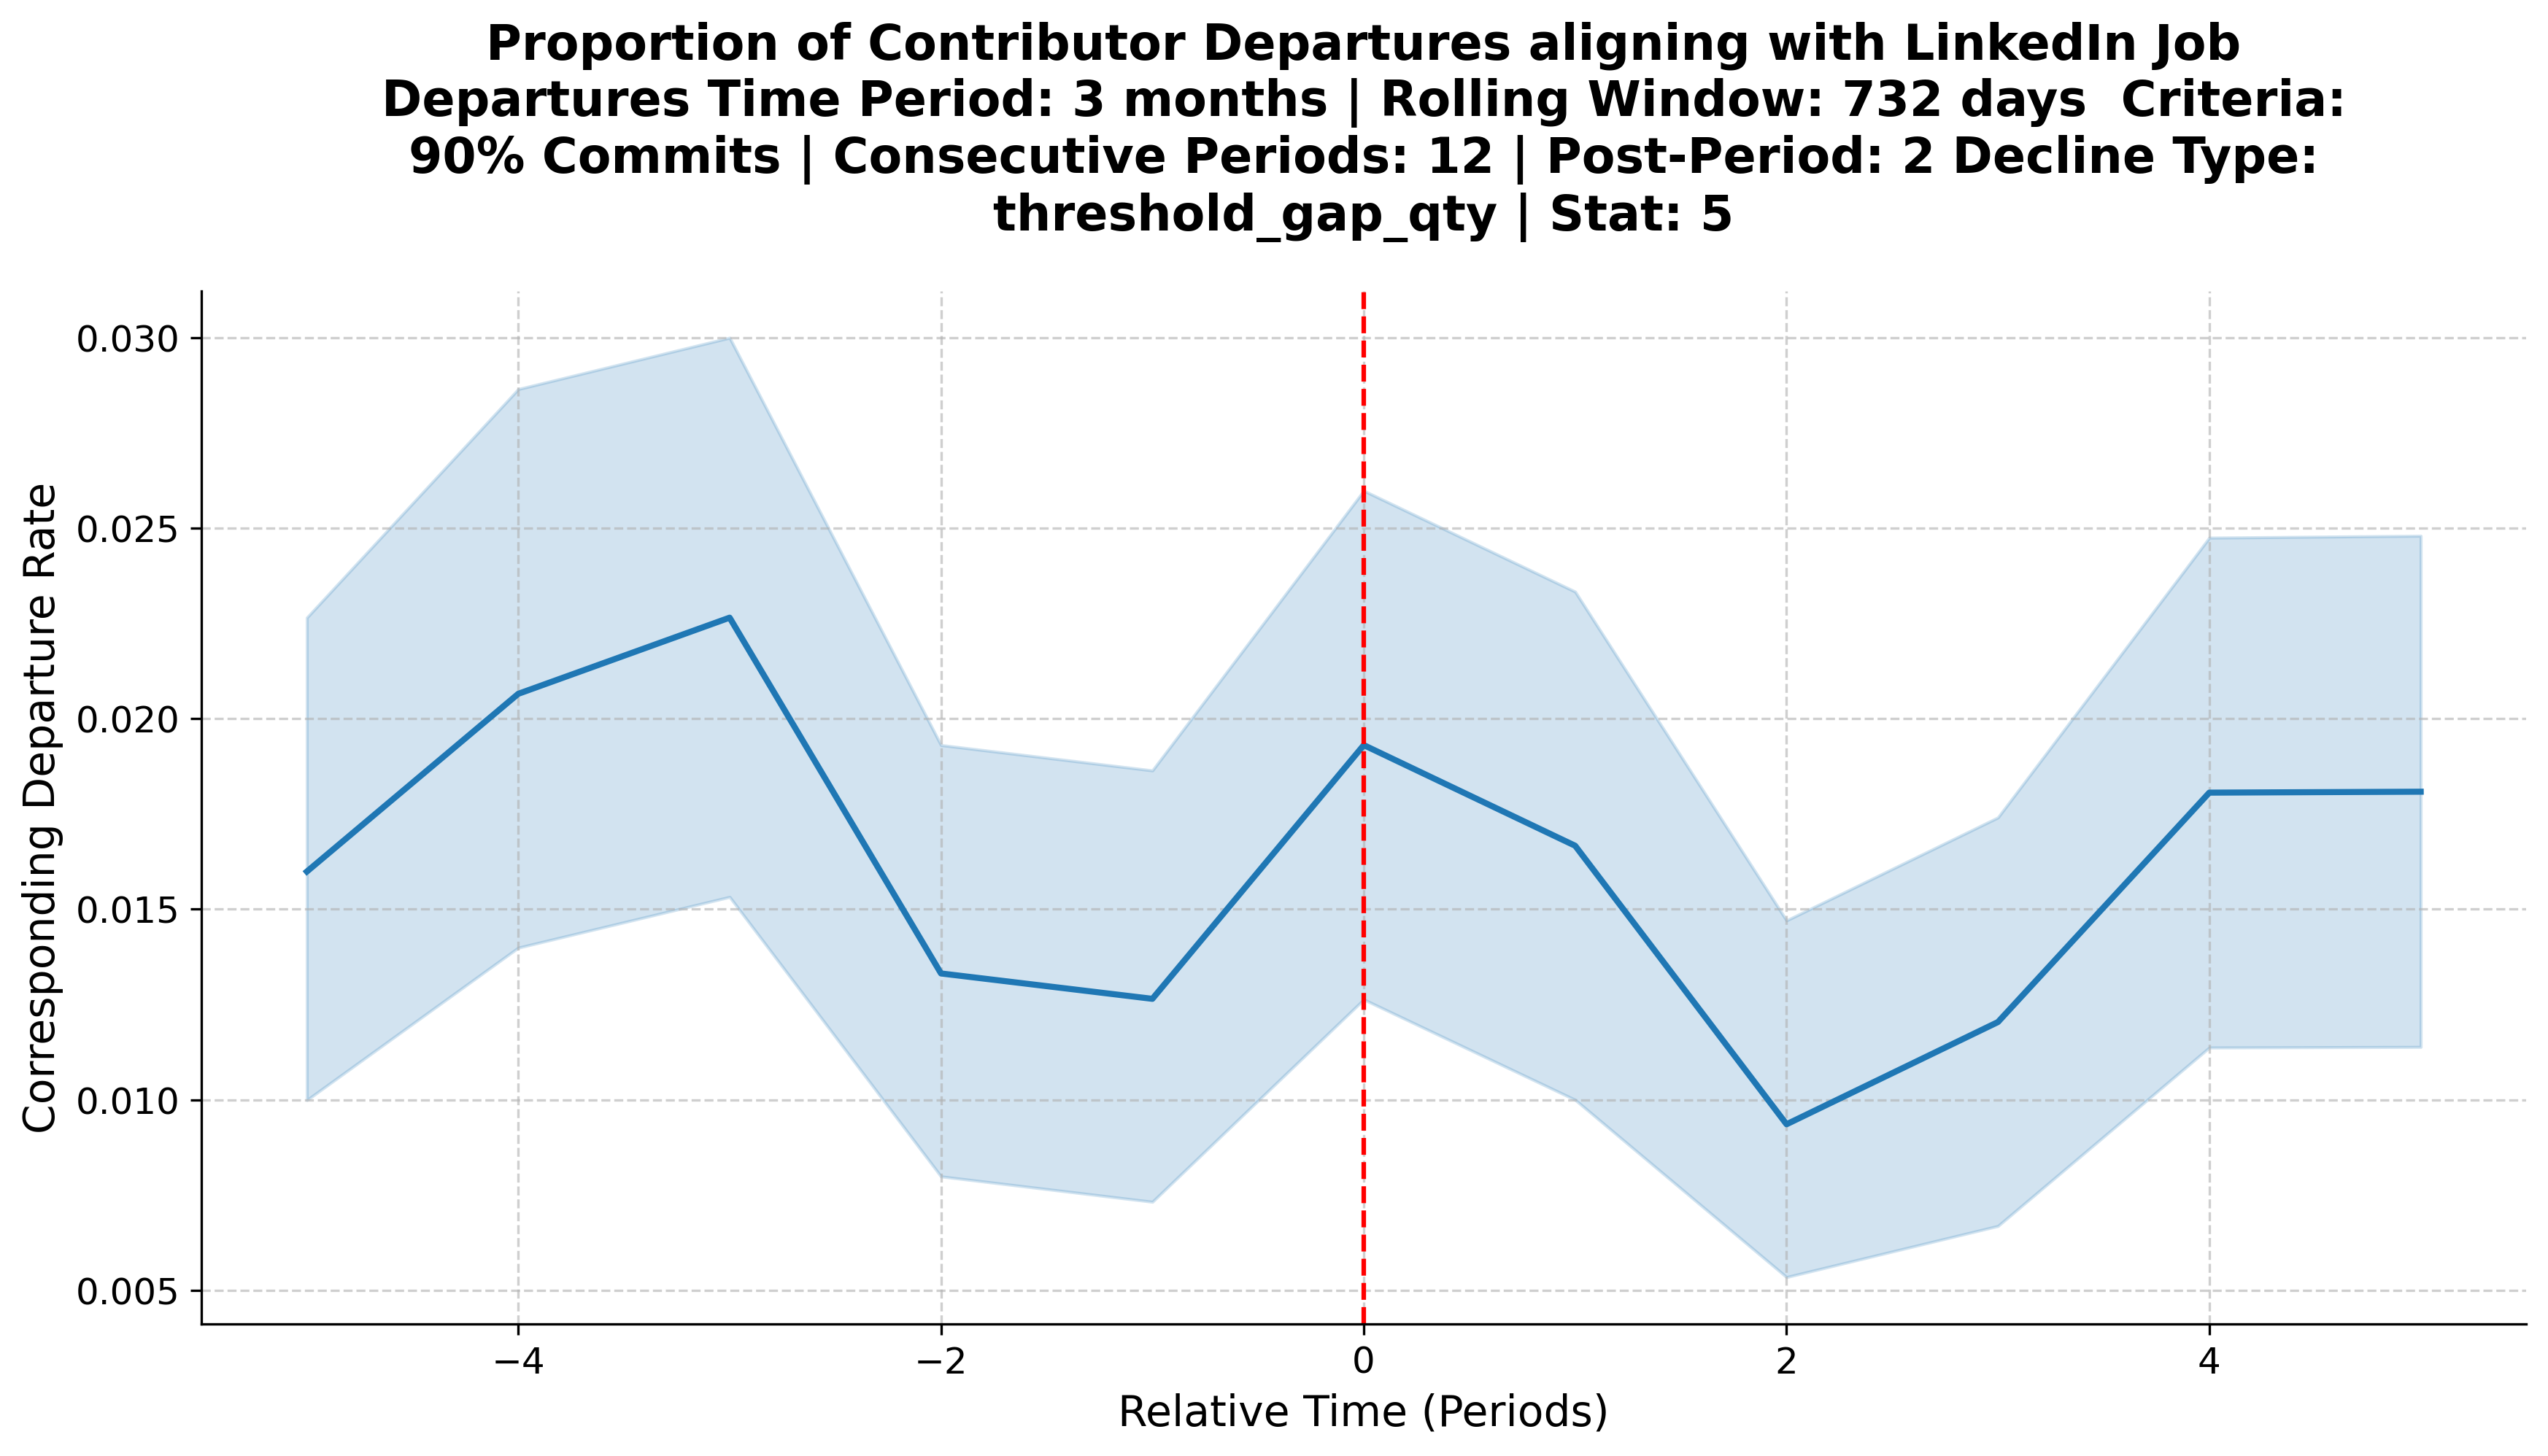 Proportion of Contributor Departures aligning with LinkedIn Job
Departures Time Period: 3 months | Rolling Window: 732 days  Criteria:
90% Commits | Consecutive Periods: 12 | Post-Period: 2 Decline Type:
threshold_gap_qty | Stat: 5
Corresponding Departure Rate
0.030
0.025
0.020
0.015
0.010
0.005
−4
−2
0
2
4
Relative Time (Periods)